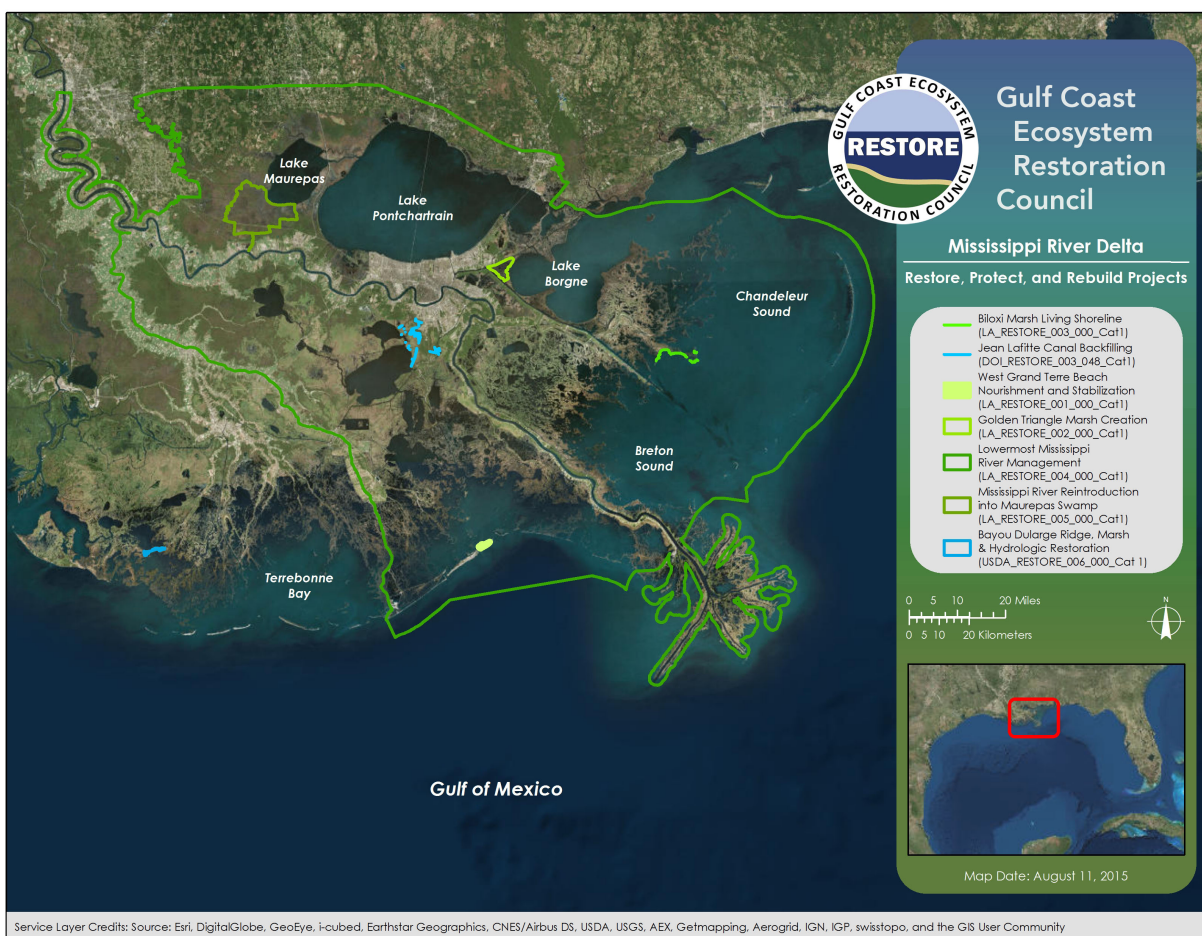 Lake
Maurepas
Lake
Pontchartrain
Lake
Borgne
Chandeleur
Sound
Breton
Sound
Terrebonne
Bay
Gulf of Mexico
GULF COAST ECOSYSTEM
RESTORE
RESTORATION COUNCIL
Gulf Coast
Ecosystem
Restoration
Council
Mississippi River Delta
Restore, Protect, and Rebuild Projects
Biloxi Marsh Living Shoreline
(LA_RESTORE_003_000_Cat1)
Jean Lafitte Canal Backfilling
(DOI_RESTORE_003_048_Cat1)
West Grand Terre Beach
Nourishment and Stabilization
(LA_RESTORE_001_000_Cat1)
Golden Triangle Marsh Creation
(LA_RESTORE_002_000_Cat1)
Lowermost Mississippi
River Management
(LA_RESTORE_004_000_Cat1)
Mississippi River Reintroduction
into Maurepas Swamp
(LA_RESTORE_005_000_Cat1)
Bayou Dularge Ridge, Marsh
& Hydrologic Restoration
(USDA_RESTORE_006_000_Cat 1)
0 5 10 20 Miles
0 5 10 20 Kilometers
N
Map Date: August 11, 2015
Service Layer Credits: Source: Esri, DigitalGlobe, GeoEye, i-cubed, Earthstar Geographics, CNES/Airbus DS, USDA, USGS, AEX, Getmapping, Aerogrid, IGN, IGP, swisstopo, and the GIS User Community